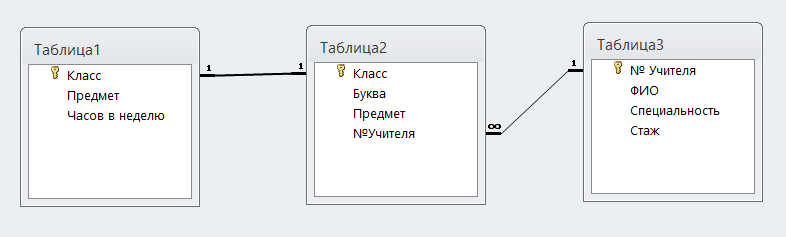 Таблица1
Класс
Предмет
Часов в неделю
1
1
Таблица2
Класс
Буква
Предмет
№Учителя
∞
1
Таблица3
№ Учителя
ФИО
Специальность
Стаж